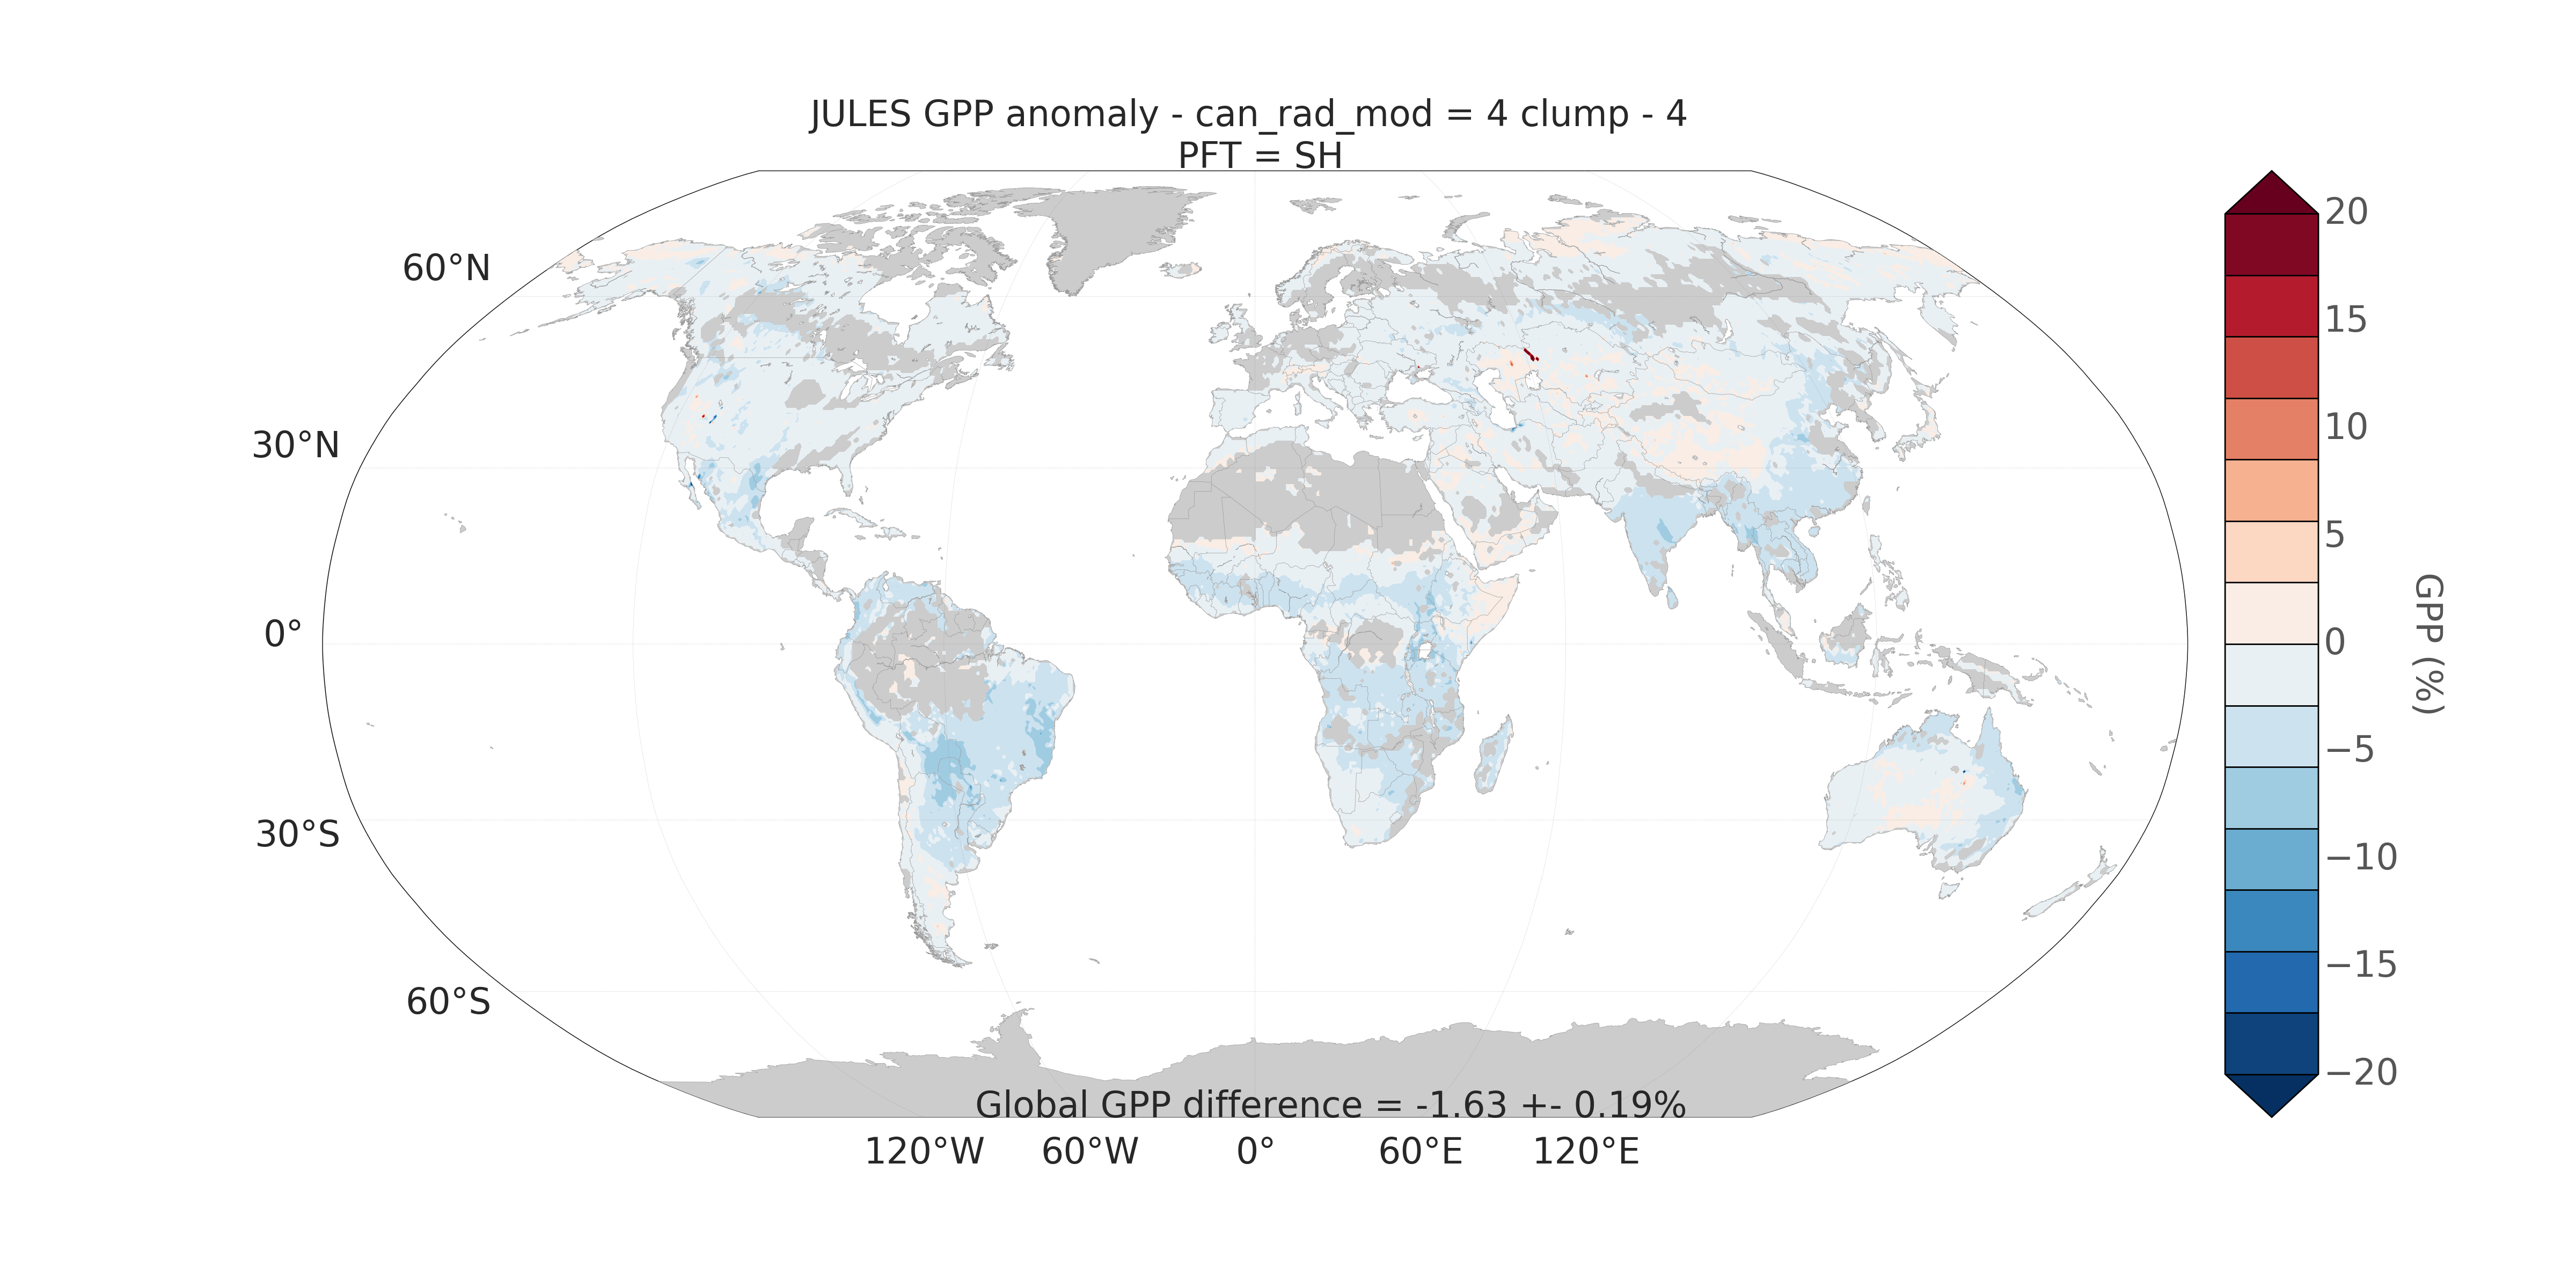 JULES GPP anomaly - can_rad_mod = 4 clump - 4
PFT = SH
60°N
30°N
0°
30°S
60°S
120°W 60°W 0° 60°E 120°E
Global GPP difference = -1.63 +- 0.19%
20
15
10
5
0
−5
−10
−15
−20
GPP (%)